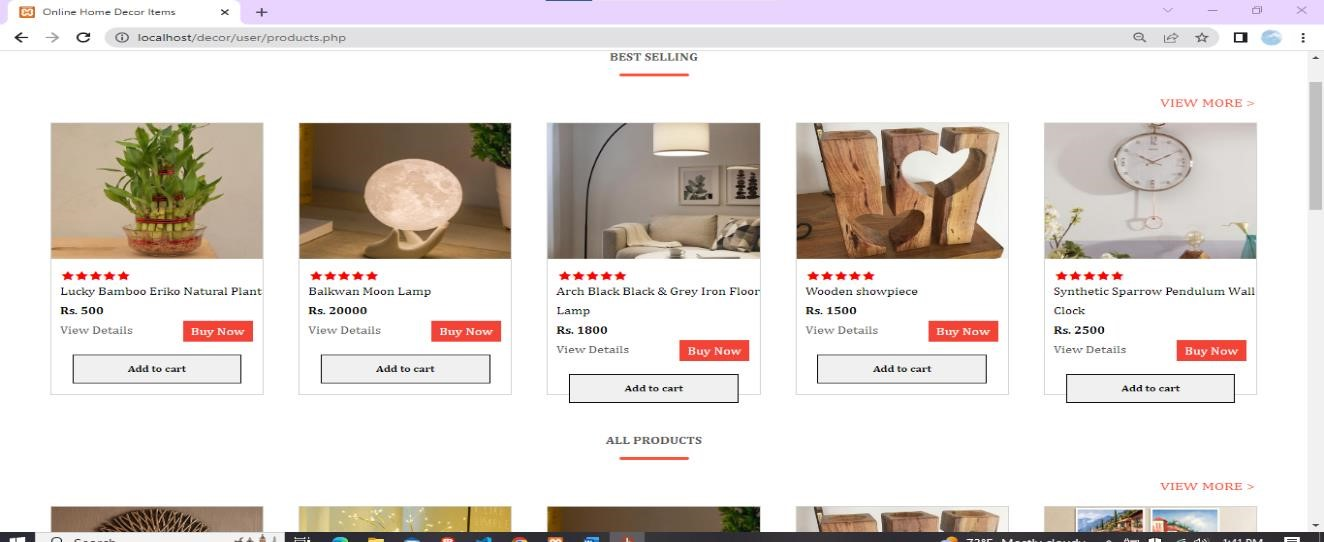 Online Home Decor Items
localhost/decor/user/products.php
BEST SELLING
VIEW MORE >
Lucky Bamboo Eriko Natural Plant
Rs. 500
View Details
Buy Now
Add to cart
Balkwan Moon Lamp
Rs. 20000
View Details
Buy Now
Add to cart
Arch Black Black & Grey Iron Floor
Lamp
Rs. 1800
View Details
Buy Now
Add to cart
Wooden showpiece
Rs. 1500
View Details
Buy Now
Add to cart
Synthetic Sparrow Pendulum Wall
Clock
Rs. 2500
View Details
Buy Now
Add to cart
ALL PRODUCTS
VIEW MORE >
Search
73°F Mostly cloudy
1:41 PM